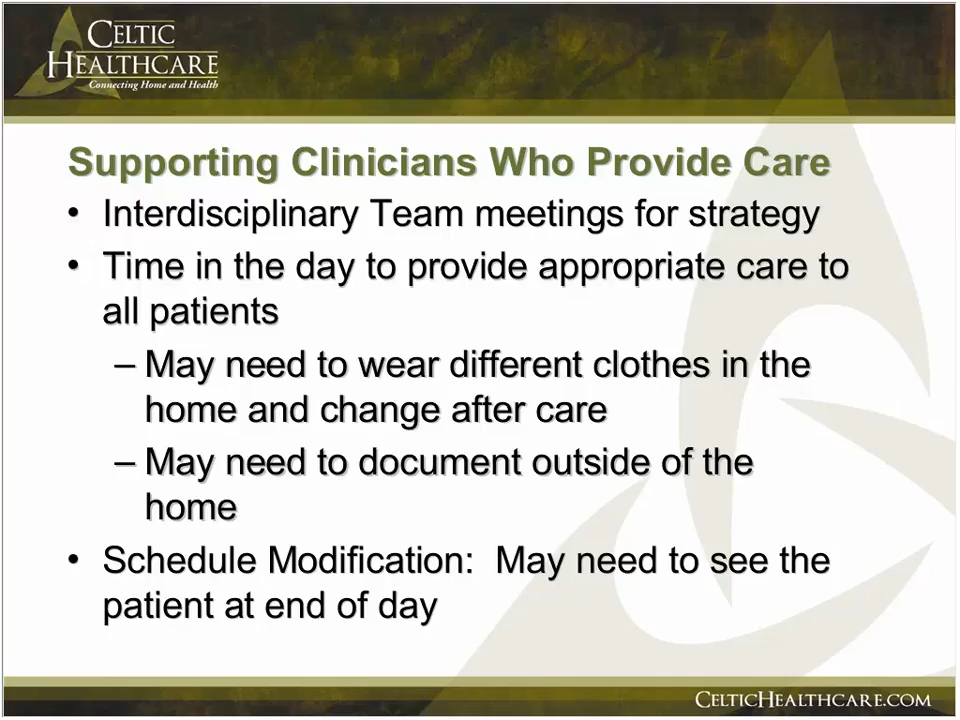 CELTIC
HEALTHCARE
Connecting Home and Health
Supporting Clinicians Who Provide Care
• Interdisciplinary Team meetings for strategy
• Time in the day to provide appropriate care to
all patients
– May need to wear different clothes in the
home and change after care
– May need to document outside of the
home
• Schedule Modification:  May need to see the
patient at end of day
CELTICHEALTHCARE.COM